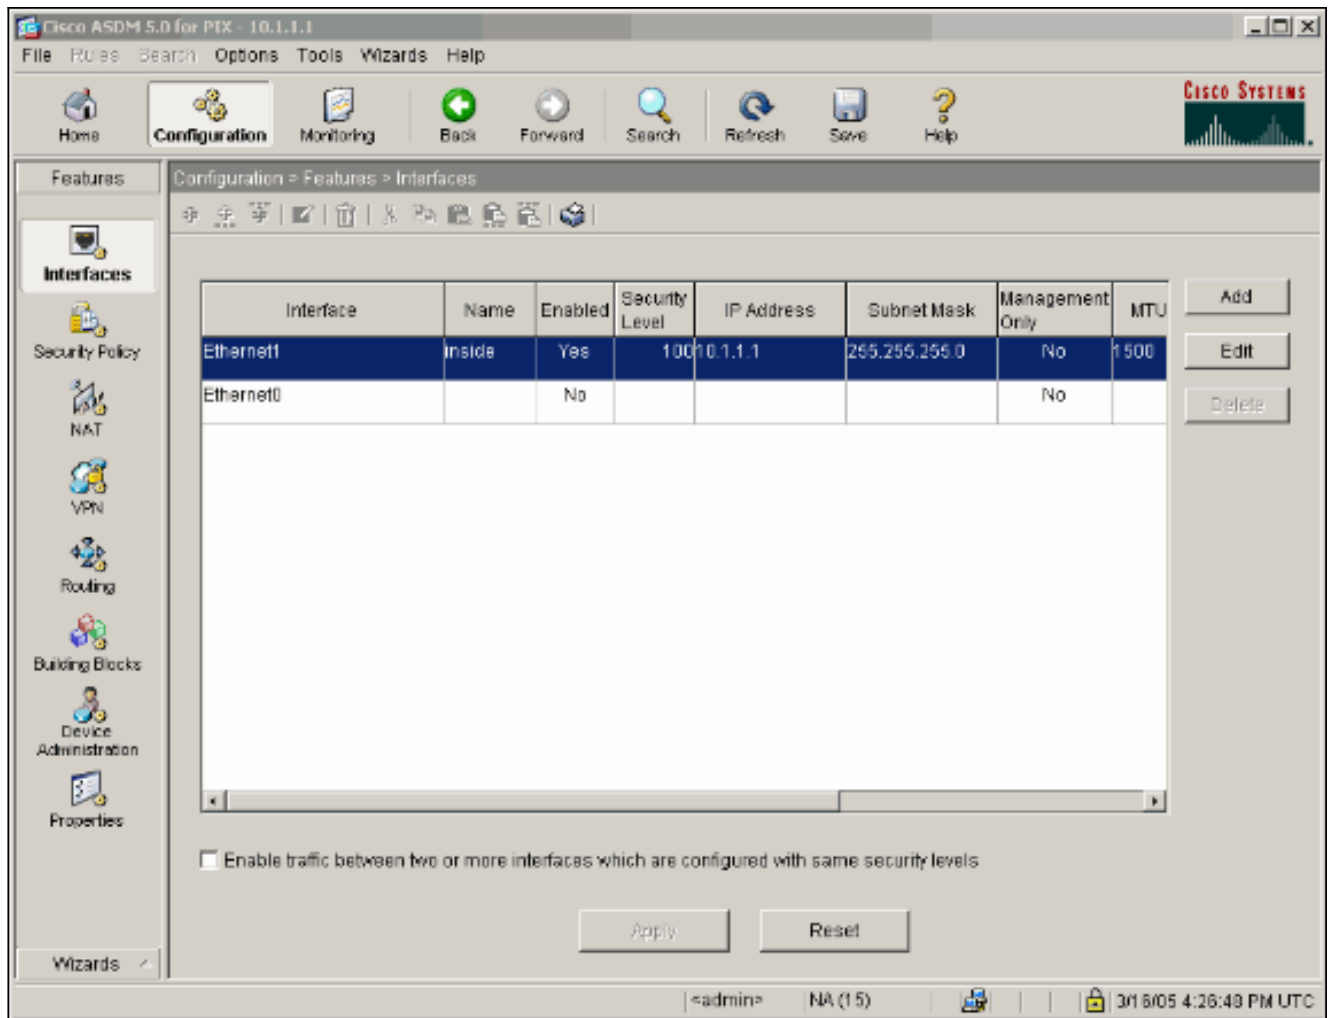 Cisco ASDM 5.0 for PIX - 10.1.1.1
File Rules Search Options Tools Wizards Help
Home Configuration Monitoring Back Forward Search Refresh Save Help
CISCO SYSTEMS
Features
Configuration > Features > Interfaces
Interfaces
Security Policy
NAT
VPN
Routing
Building Blocks
Device
Administration
Properties
Wizards
Interface Name Enabled Security Level IP Address Subnet Mask Management Only MTU
Ethernet1 inside Yes 100 10.1.1.1 255.255.255.0 No 1500
Ethernet0 No No
Add
Edit
Delete
Enable traffic between two or more interfaces which are configured with same security levels
Apply Reset
<admin> NA (15) 3/16/05 4:26:48 PM UTC